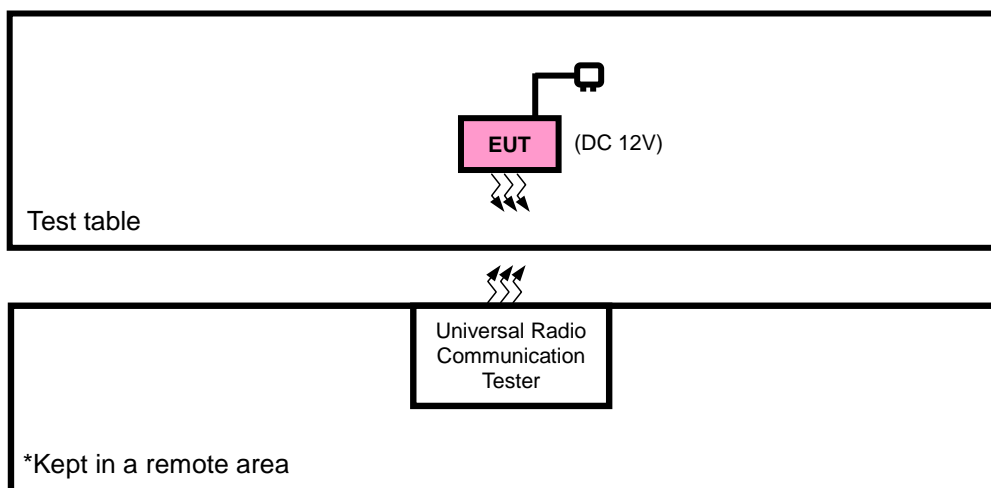 EUT
(DC 12V)
Test table
Universal Radio
Communication
Tester
*Kept in a remote area